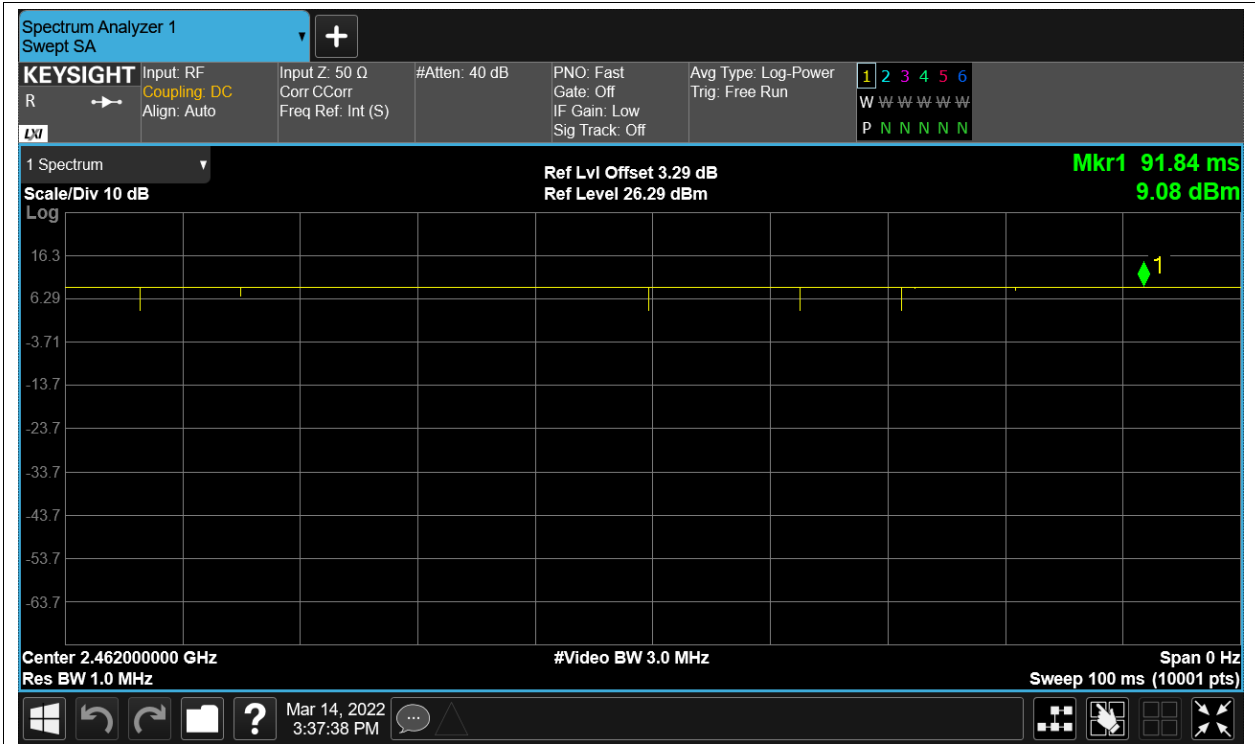 Spectrum Analyzer 1
Swept SA
KEYSIGHT
R
LXI
Input: RF
Coupling: DC
Align: Auto
Input Z: 50 Ω
Corr CCorr
Freq Ref: Int (S)
#Atten: 40 dB
PNO: Fast
Gate: Off
IF Gain: Low
Sig Track: Off
Avg Type: Log-Power
Trig: Free Run
1 2 3 4 5 6
W W W W W W
P N N N N N
1 Spectrum
Scale/Div 10 dB
Log
Ref Lvl Offset 3.29 dB
Ref Level 26.29 dBm
Mkr1 91.84 ms
9.08 dBm
1
16.3
6.29
-3.71
-13.7
-23.7
-33.7
-43.7
-53.7
-63.7
Center 2.462000000 GHz
#Video BW 3.0 MHz
Span 0 Hz
Res BW 1.0 MHz
Sweep 100 ms (10001 pts)
?
Mar 14, 2022
3:37:38 PM